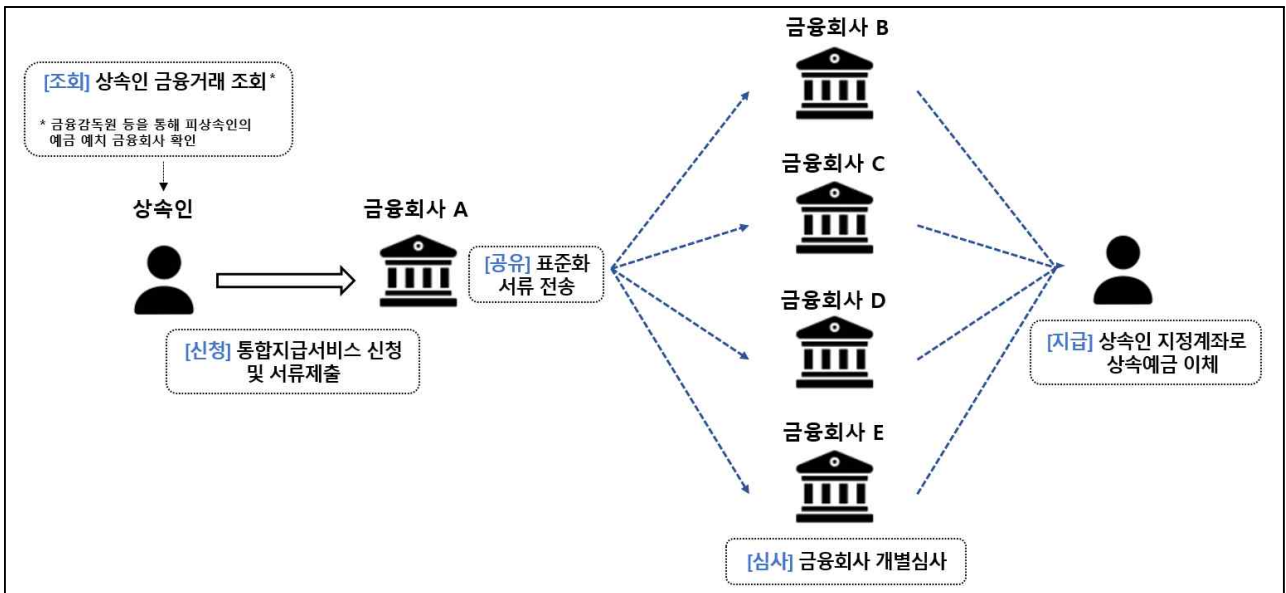 [조회] 상속인 금융거래 조회*
* 금융감독원 등을 통해 피상속인의
예금 예치 금융회사 확인
상속인
금융회사 A
[신청] 통합지급서비스 신청
및 서류제출
[공유] 표준화
서류 전송
금융회사 B
금융회사 C
금융회사 D
금융회사 E
[심사] 금융회사 개별심사
[지급] 상속인 지정계좌로
상속예금 이체